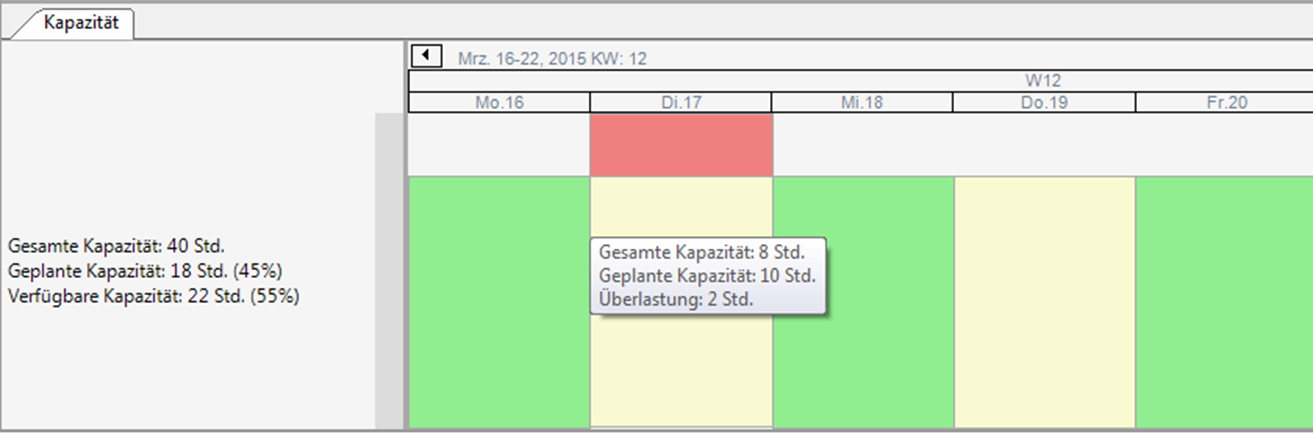 Kapazität
Mrz. 16-22, 2015 KW: 12
W12
Mo.16 Di.17 Mi.18 Do.19 Fr.20
Gesamte Kapazität: 40 Std.
Geplante Kapazität: 18 Std. (45%)
Verfügbare Kapazität: 22 Std. (55%)
Gesamte Kapazität: 8 Std.
Geplante Kapazität: 10 Std.
Überlastung: 2 Std.